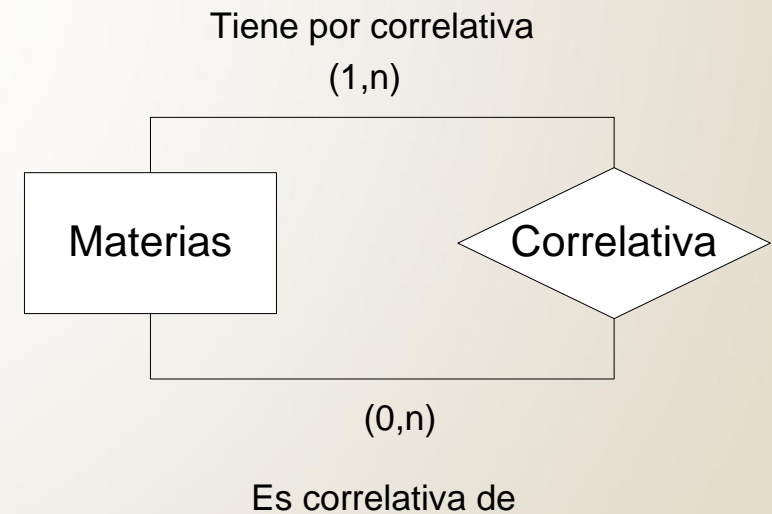 Tiene por correlativa
(1,n)
Materias
Correlativa
(0,n)
Es correlativa de